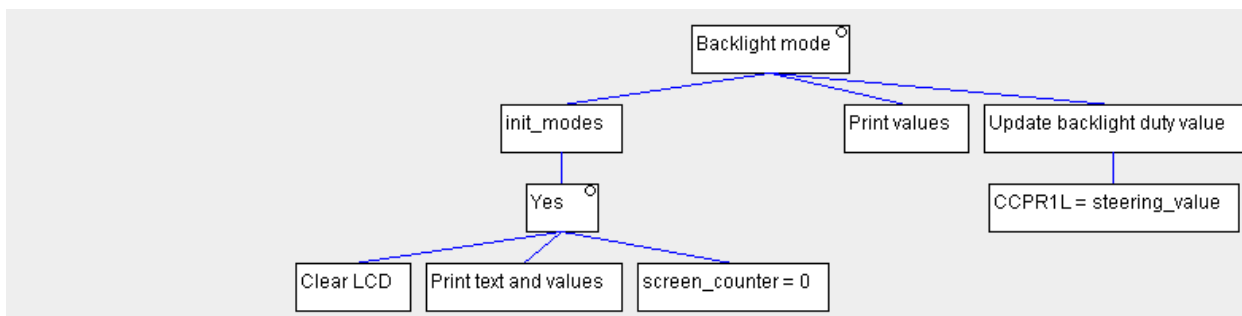 Backlight mode
init_modes
Print values
Update backlight duty value
Yes
CCPR1L = steering_value
Clear LCD
Print text and values
screen_counter = 0